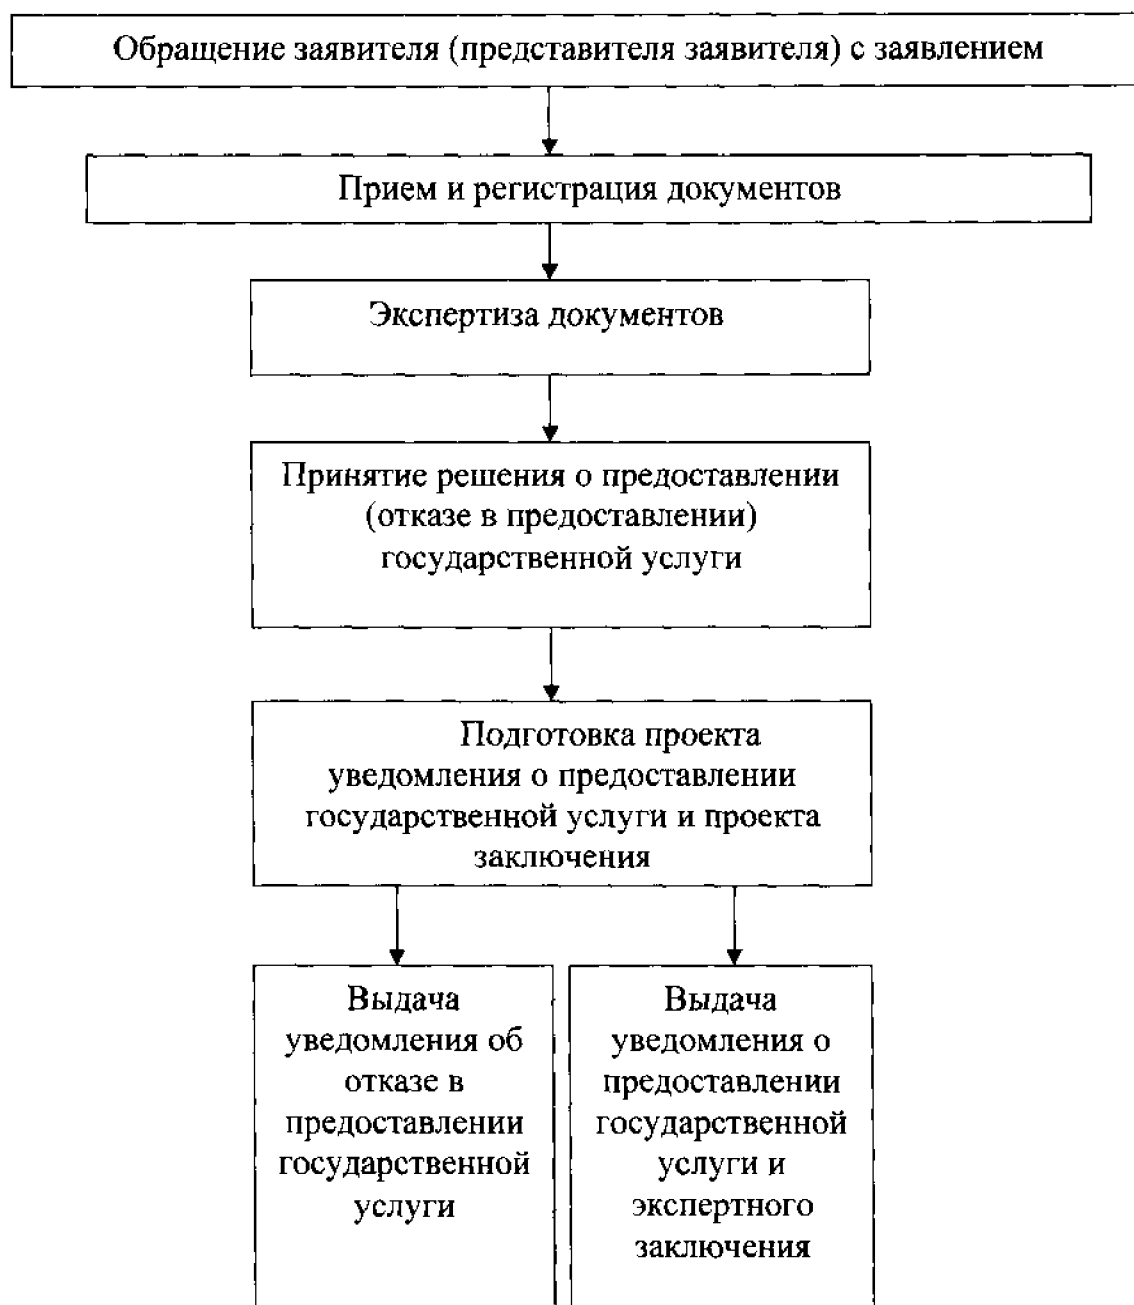 Обращение заявителя (представителя заявителя) с заявлением
Прием и регистрация документов
Экспертиза документов
Принятие решения о предоставлении
(отказе в предоставлении)
государственной услуги
Подготовка проекта
уведомления о предоставлении
государственной услуги и проекта
заключения
Выдача
уведомления об
отказе в
предоставлении
государственной
услуги
Выдача
уведомления о
предоставлении
государственной
услуги и
экспертного
заключения